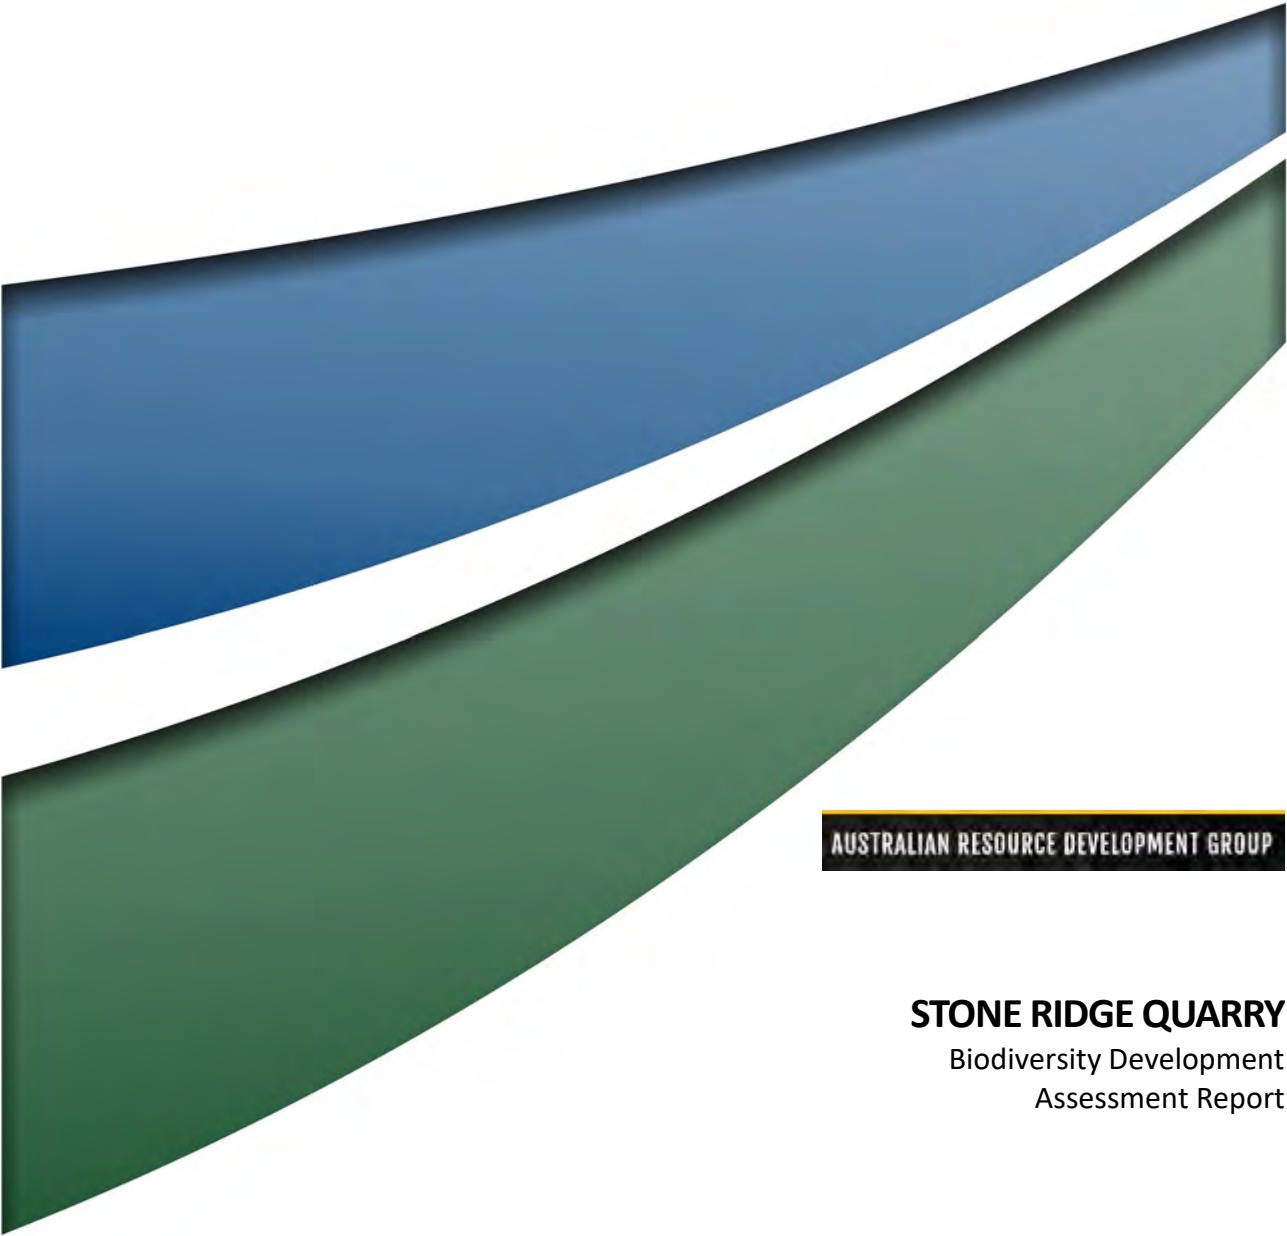 AUSTRALIAN RESOURCE DEVELOPMENT GROUP
STONE RIDGE QUARRY
Biodiversity Development
Assessment Report